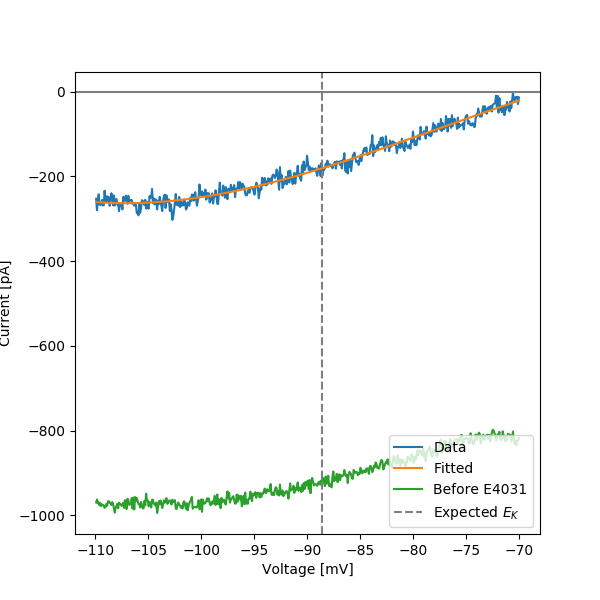 0
−200
−400
−600
−800
−1000
Current [pA]
−110 −105 −100 −95 −90 −85 −80 −75 −70
Voltage [mV]
Data
Fitted
Before E4031
Expected E_K